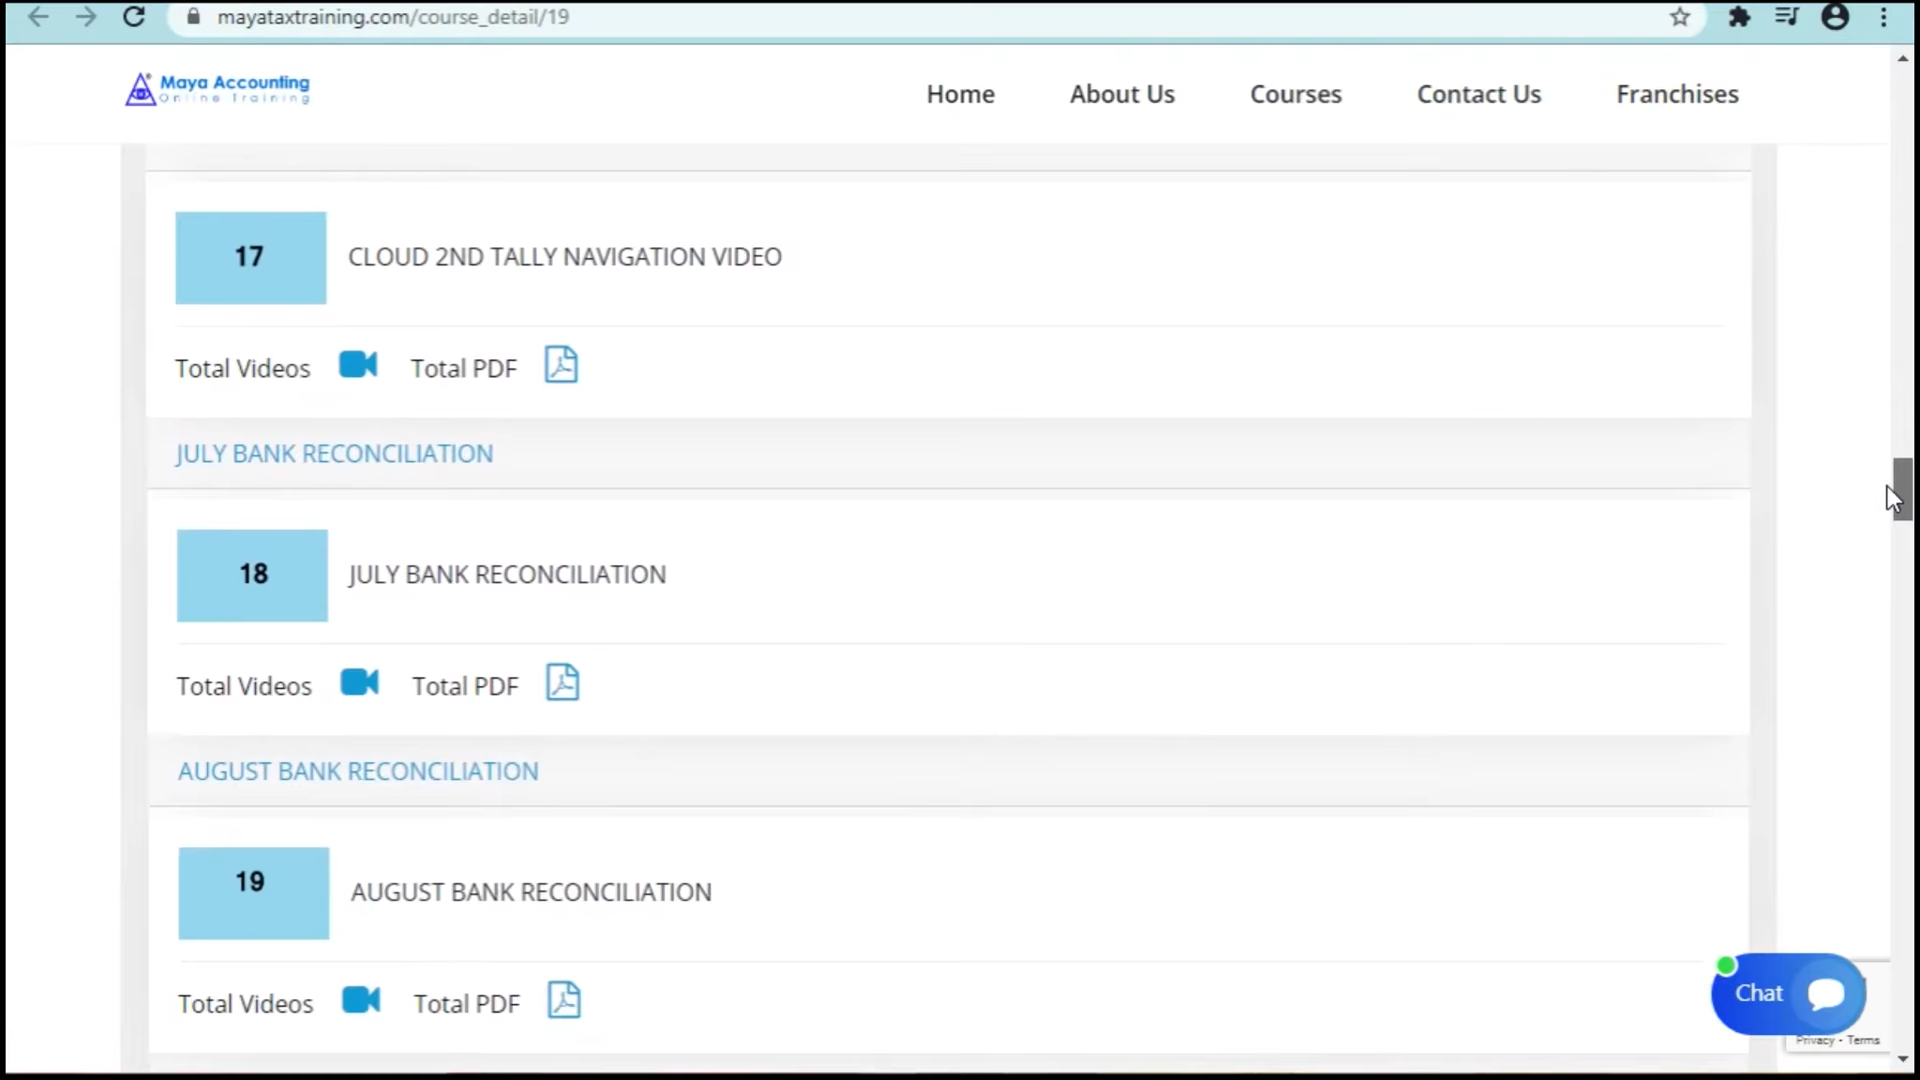 mayataxtraining.com/course_detail/19
Maya Accounting
Online Training
Home About Us Courses Contact Us Franchises
17 CLOUD 2ND TALLY NAVIGATION VIDEO
Total Videos Total PDF
JULY BANK RECONCILIATION
18 JULY BANK RECONCILIATION
Total Videos Total PDF
AUGUST BANK RECONCILIATION
19 AUGUST BANK RECONCILIATION
Total Videos Total PDF
Chat
Privacy - Terms